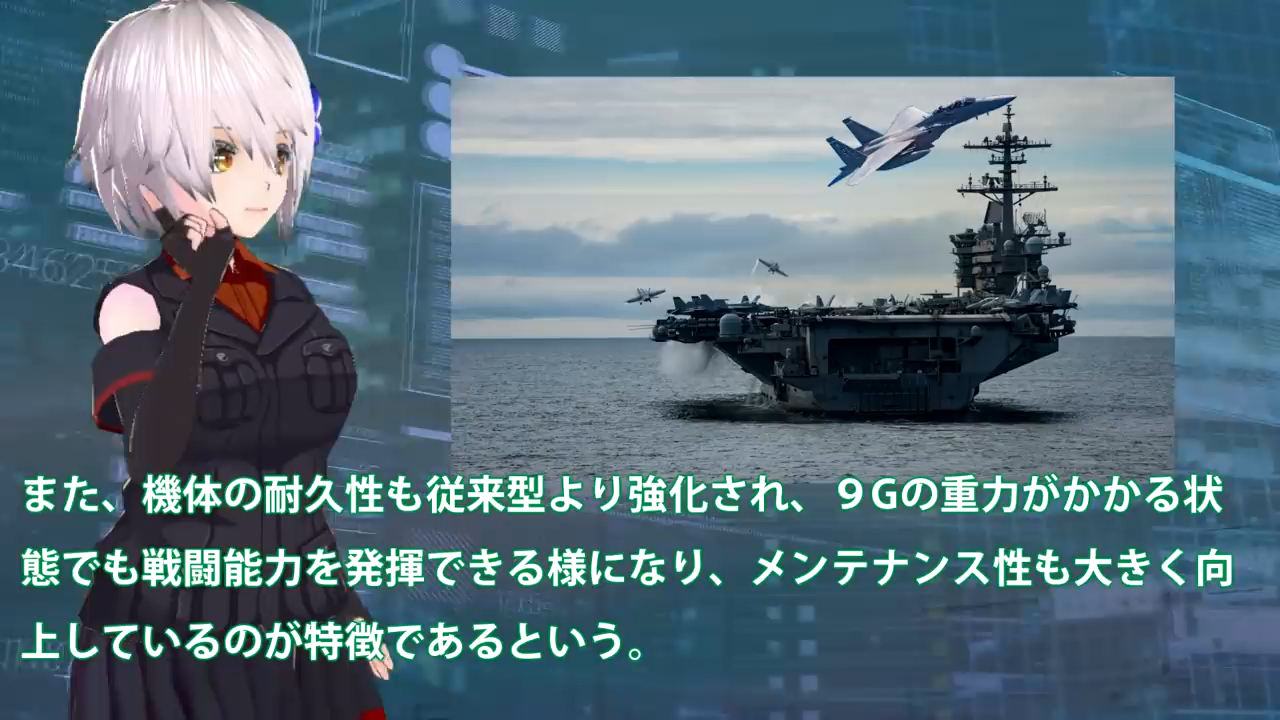 また、機体の耐久性も従来型より強化され、９Gの重力がかかる状
態でも戦闘能力を発揮できる様になり、メンテナンス性も大きく向
上しているのが特徴であるという。